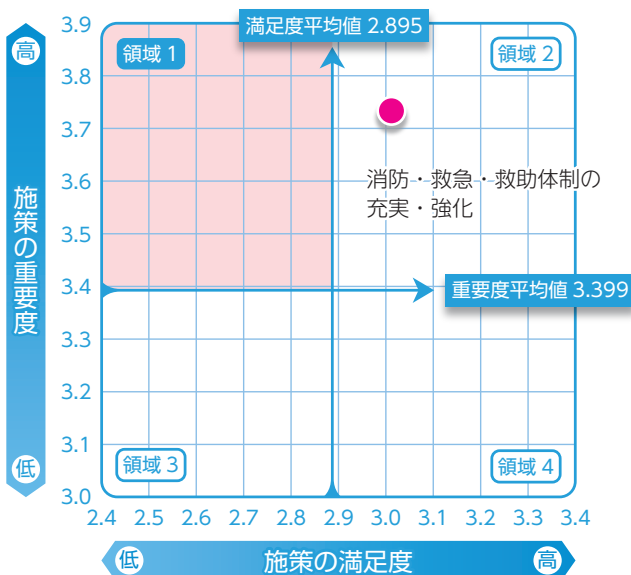 満足度平均値 2.895
高
領域 1
領域 2
3.9
3.8
3.7
3.6
3.5
3.4
3.3
3.2
3.1
3.0
消防・救急・救助体制の
充実・強化
施策の重要度
重要度平均値 3.399
低
領域 3
領域 4
2.4 2.5 2.6 2.7 2.8 2.9 3.0 3.1 3.2 3.3 3.4
低 施策の満足度 高